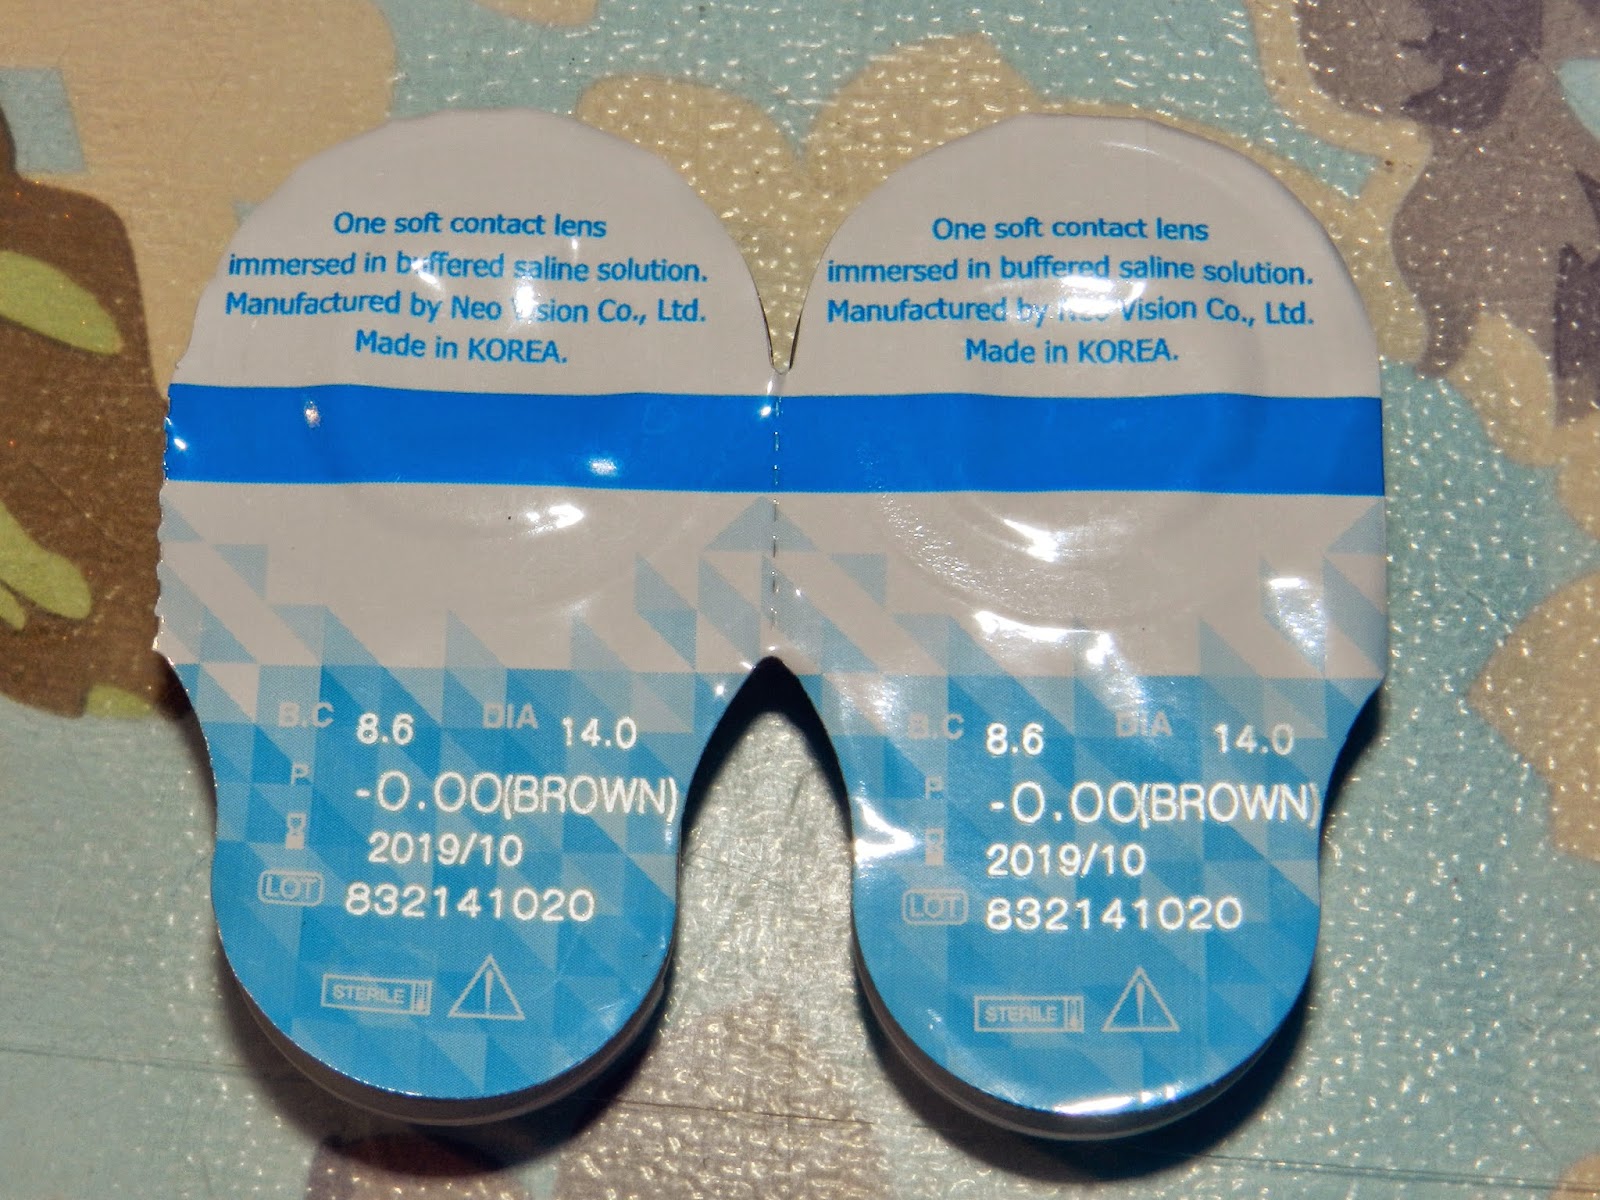 One soft contact lens
immersed in buffered saline solution.
Manufactured by Neo Vision Co., Ltd.
Made in KOREA.
B.C 8.6 DIA 14.0
P -0.00(BROWN)
2019/10
LOT 832141020
STERILE
One soft contact lens
immersed in buffered saline solution.
Manufactured by Neo Vision Co., Ltd.
Made in KOREA.
B.C 8.6 DIA 14.0
P -0.00(BROWN)
2019/10
LOT 832141020
STERILE